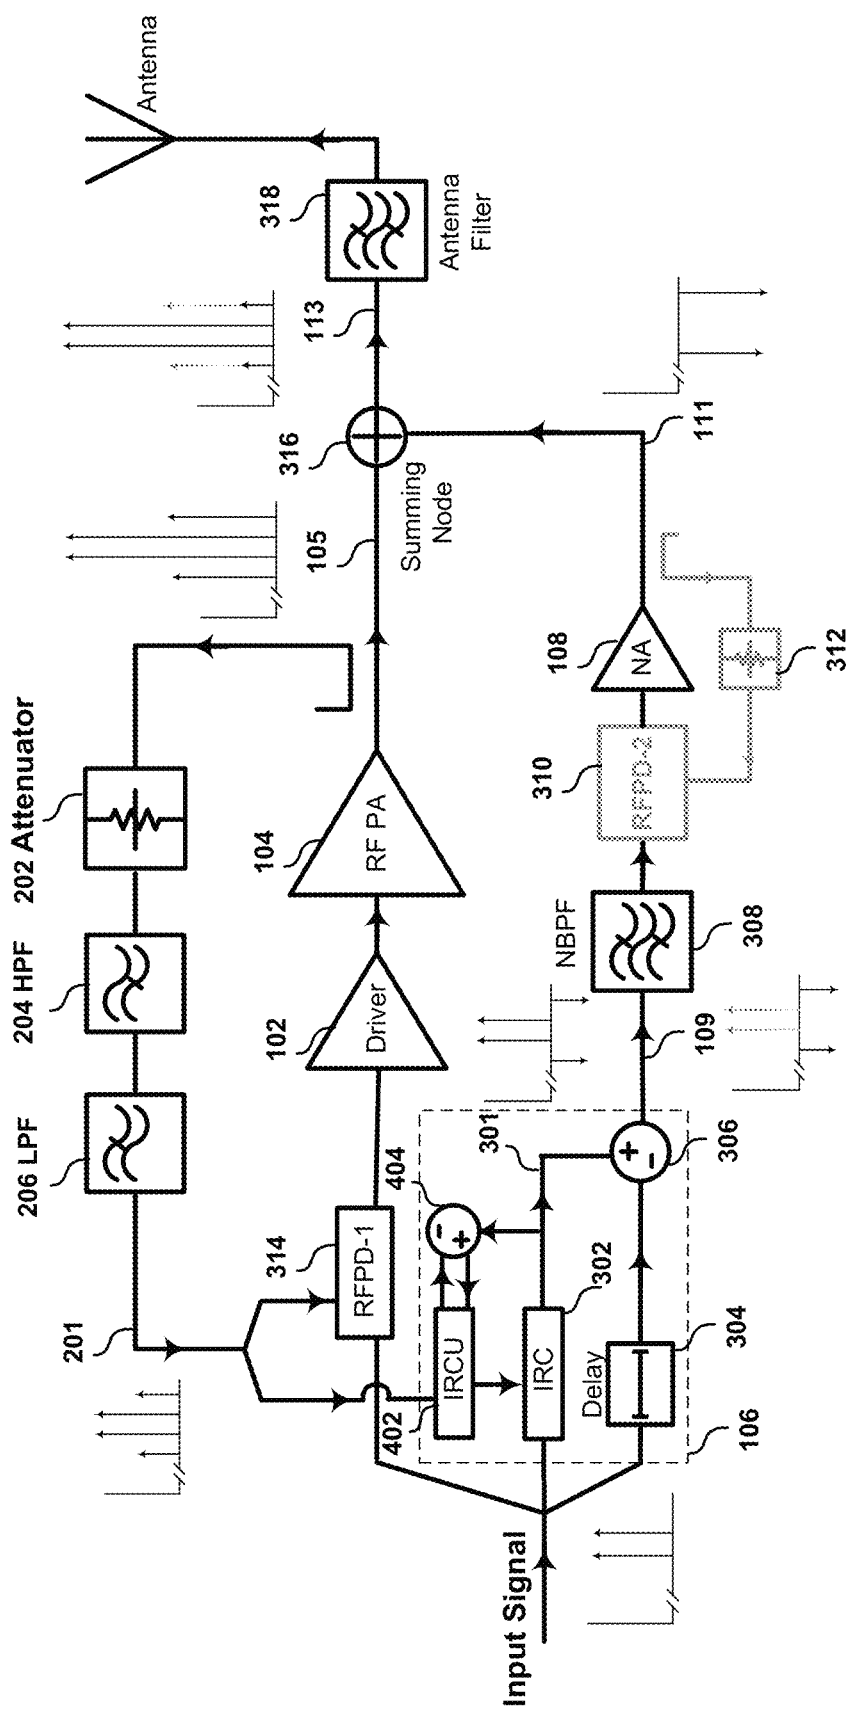 202 Attenuator
204 HPF
206 LPF
201
Antenna
318
Antenna
Filter
113
316
Summing
Node
105
104
RF PA
102
Driver
314
RFPD-1
404
301
402
IRCU
302
IRC
Delay
304
106
306
109
NBPF
308
310
RFPD-2
108
NA
312
111
Input Signal
+
-
+
-